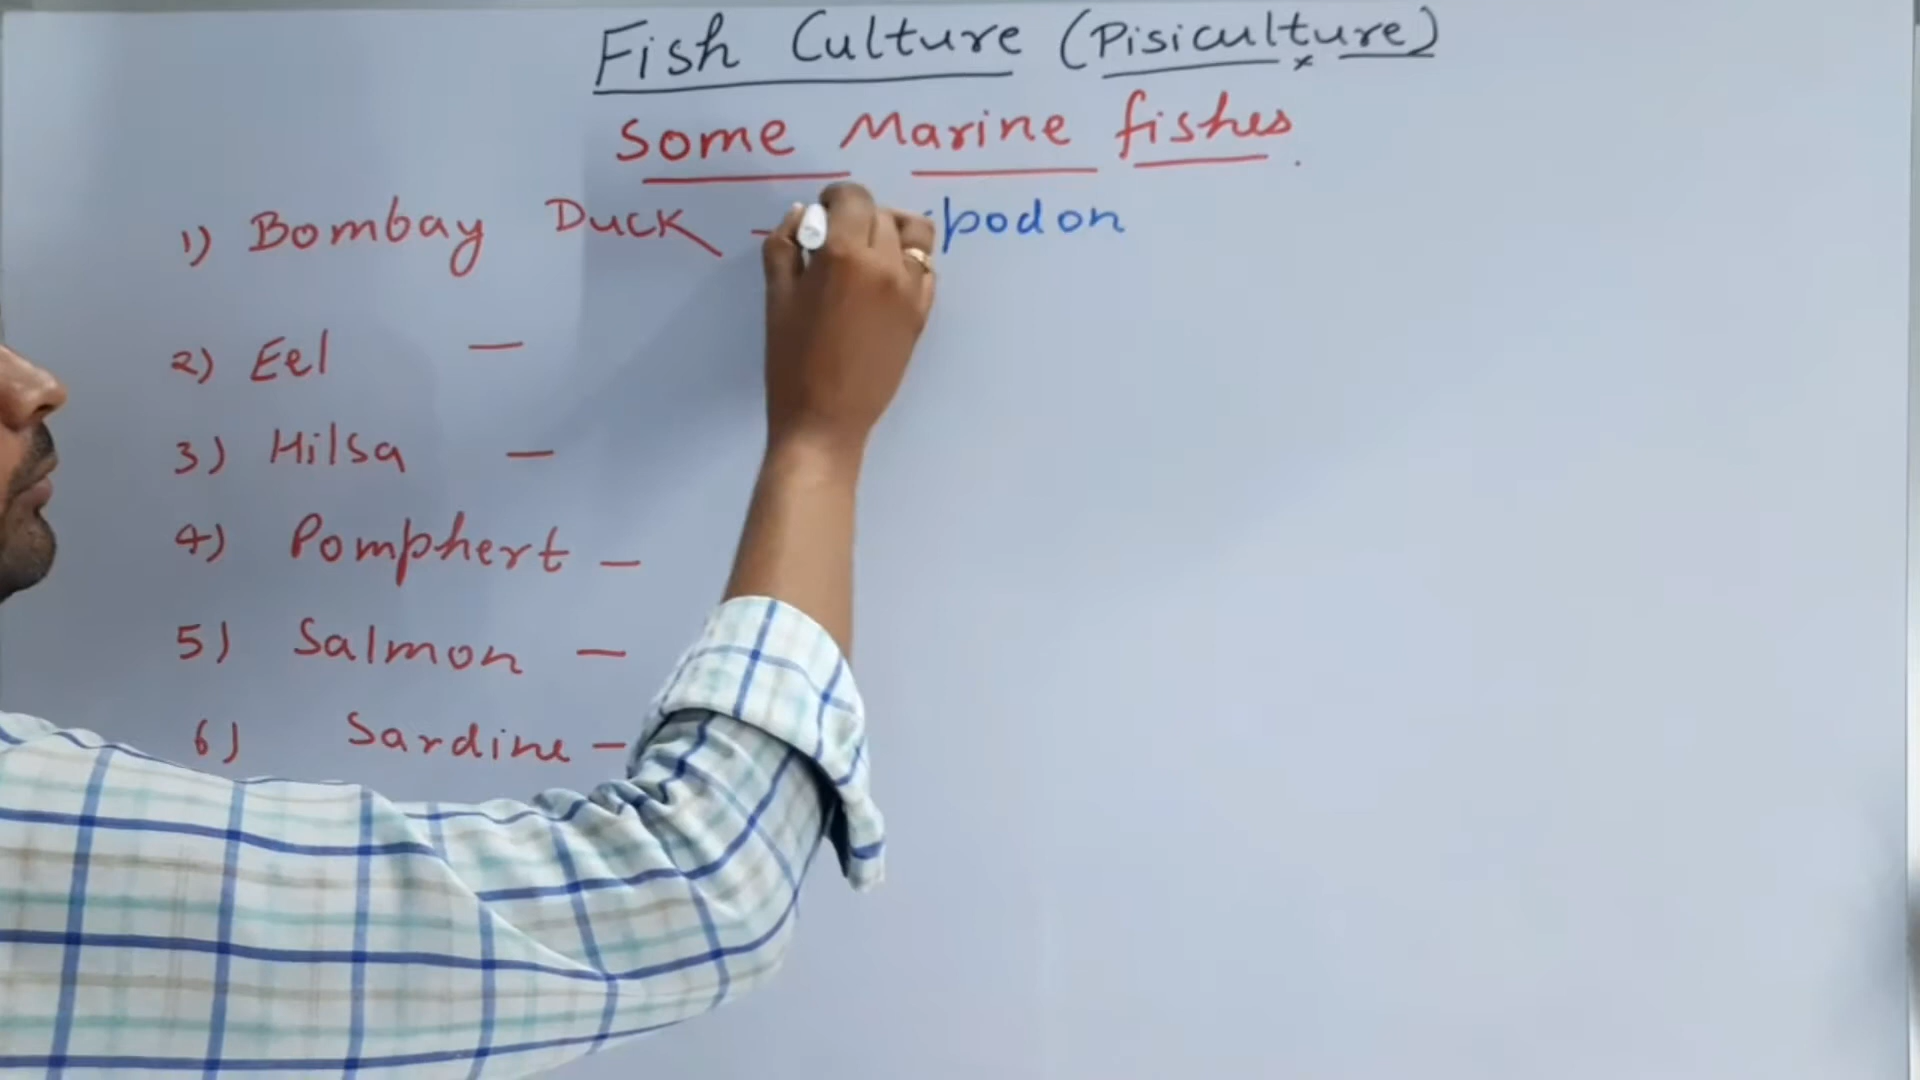 Fish Culture (Pisiculture)
Some Marine fishes.
1) Bombay Duck - podon
2) Eel —
3) Hilsa —
4) Pomphert —
5) Salmon —
6) Sardine —